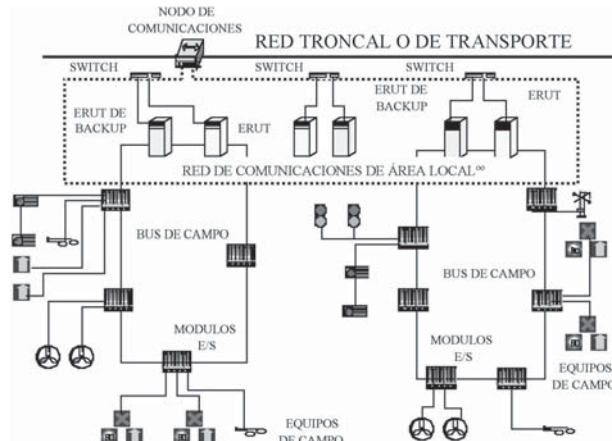 NODO DE
COMUNICACIONES
RED TRONCAL O DE TRANSPORTE
SWITCH
SWITCH
SWITCH
ERUT DE
BACKUP
ERUT
ERUT DE
BACKUP
ERUT
RED DE COMUNICACIONES DE ÁREA LOCAL∞
BUS DE CAMPO
BUS DE CAMPO
MODULOS
E/S
MODULOS
E/S
EQUIPOS
DE CAMPO
EQUIPOS
DE CAMPO